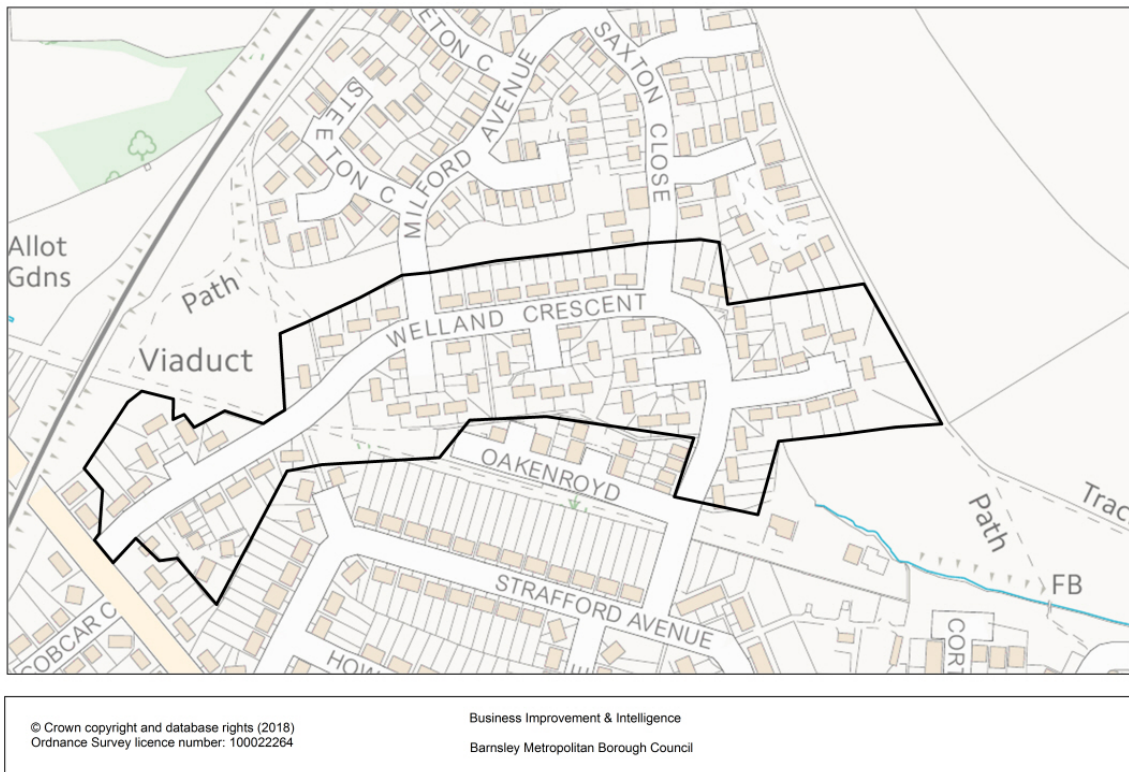 ETON C
SAXTON CLOSE
STEETON C
MILFORD AVENUE
Allot
Gdns
Path
WELLAND CRESCENT
Viaduct
OAKENROYD
Path
Trac
STRAFFORD AVENUE
FB
COBCAR C
HOW
CORT
© Crown copyright and database rights (2018)
Ordnance Survey licence number: 100022264
Business Improvement & Intelligence
Barnsley Metropolitan Borough Council